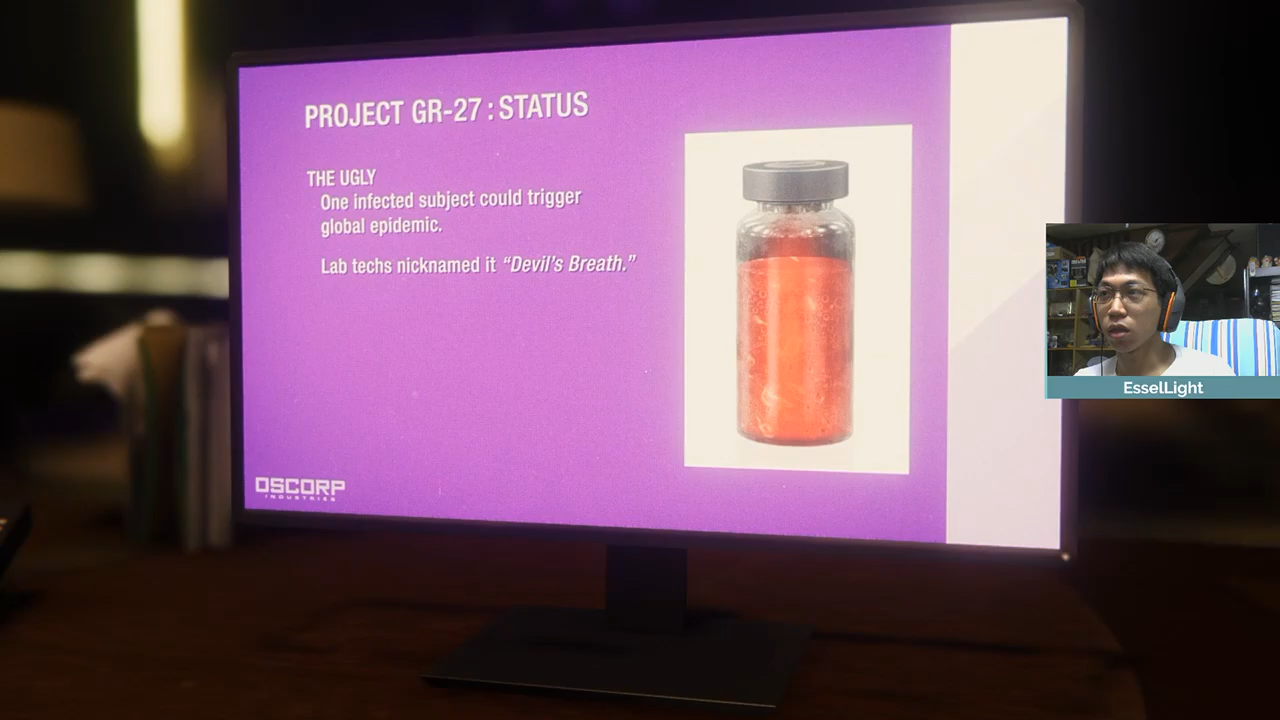 PROJECT GR-27 : STATUS
THE UGLY
One infected subject could trigger
global epidemic.
Lab techs nicknamed it “Devil’s Breath.”
OSCORP
INDUSTRIES
EsselLight